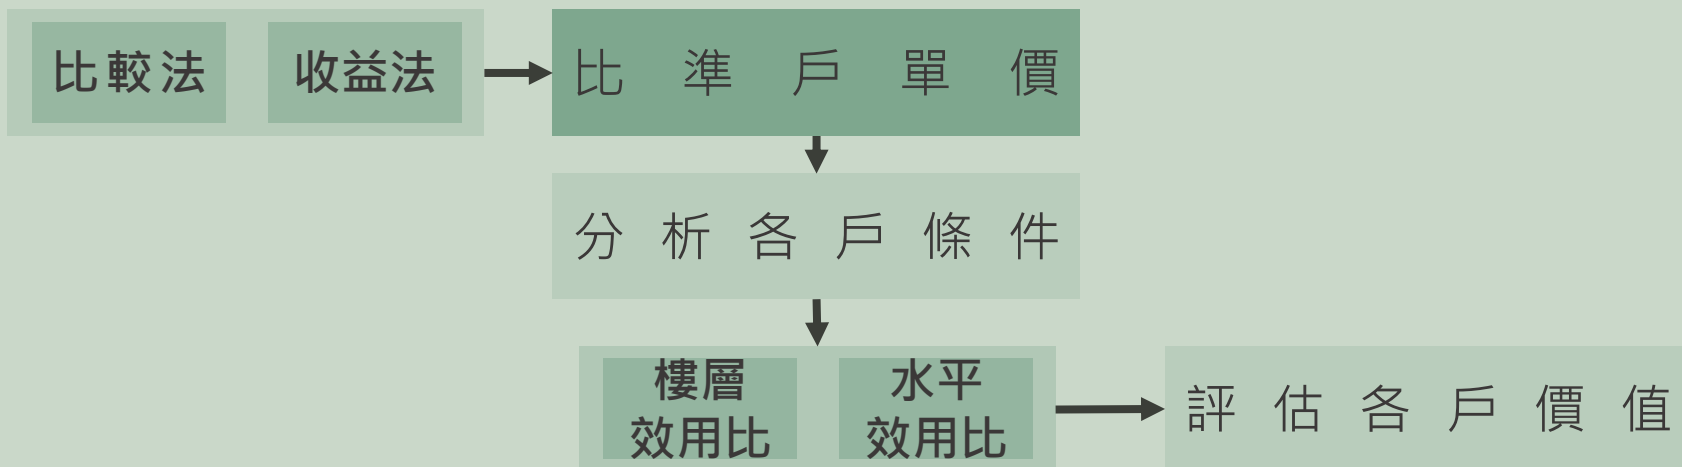 比較法
收益法
比準戶單價
分析各戶條件
樓層
效用比
水平
效用比
評估各戶價值